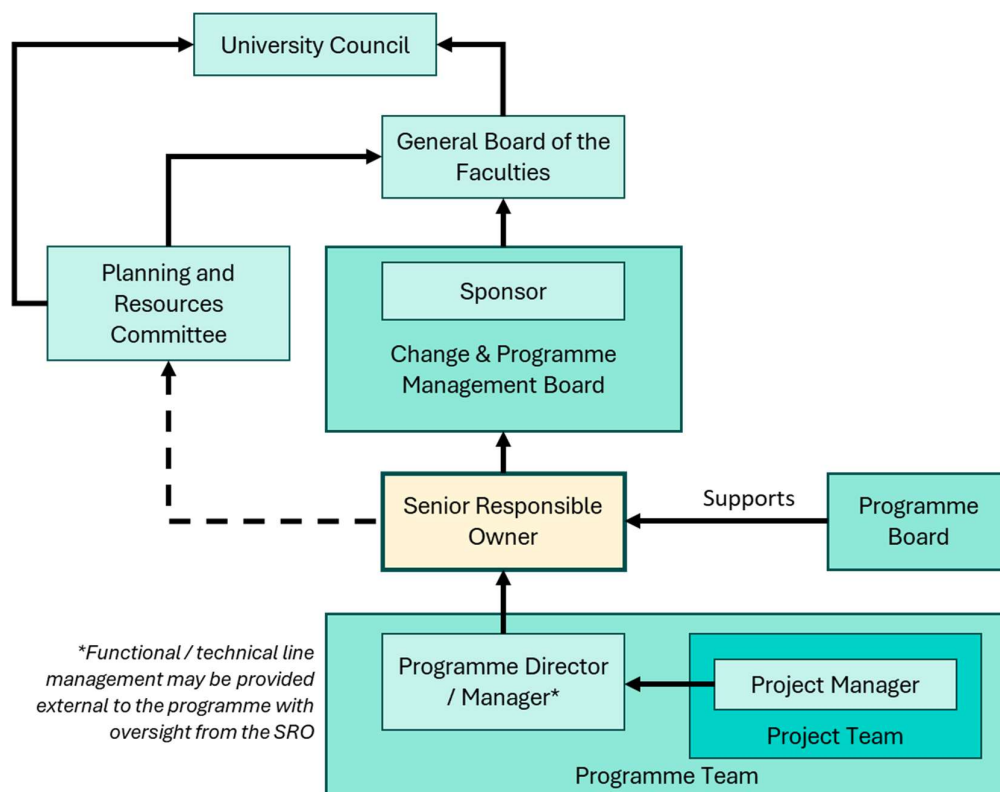 University Council
General Board of the
Faculties
Planning and
Resources
Committee
Sponsor
Change & Programme
Management Board
Senior Responsible
Owner
Supports
Programme
Board
*Functional / technical line
management may be provided
external to the programme with
oversight from the SRO
Programme Director
/ Manager*
Project Manager
Project Team
Programme Team